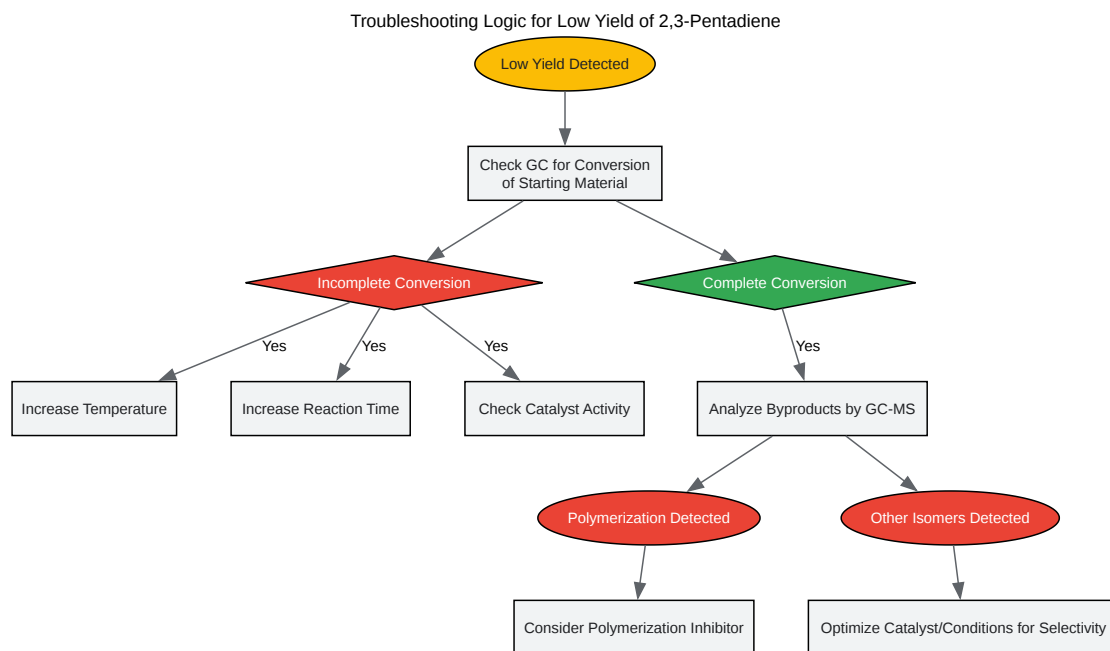 Troubleshooting Logic for Low Yield of 2,3-Pentadiene
Low Yield Detected
Check GC for Conversion
of Starting Material
Incomplete Conversion
Complete Conversion
Yes
Yes
Yes
Yes
Increase Temperature
Increase Reaction Time
Check Catalyst Activity
Analyze Byproducts by GC-MS
Polymerization Detected
Other Isomers Detected
Consider Polymerization Inhibitor
Optimize Catalyst/Conditions for Selectivity